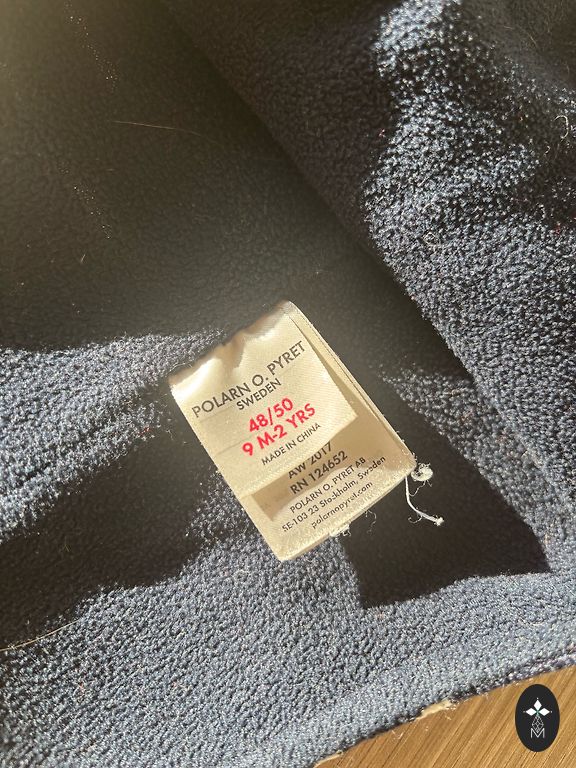 POLARN O. PYRET
SWEDEN
48/50
9 M-2 YRS
MADE IN CHINA
AW 2017
RN 124652
POLARN O. PYRET AB
SE-103 23 Stockholm, Sweden
polarnopyret.com
M